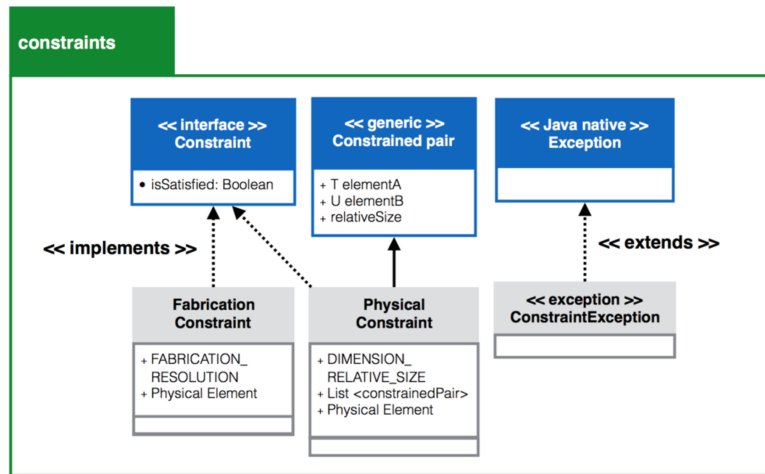 constraints
<< interface >>
Constraint
• isSatisfied: Boolean
<< generic >>
Constrained pair
+ T elementA
+ U elementB
+ relativeSize
<< Java native >>
Exception
<< implements >>
<< extends >>
Fabrication
Constraint
+ FABRICATION_
RESOLUTION
+ Physical Element
Physical
Constraint
+ DIMENSION_
RELATIVE_SIZE
+ List <constrainedPair>
+ Physical Element
<< exception >>
ConstraintException